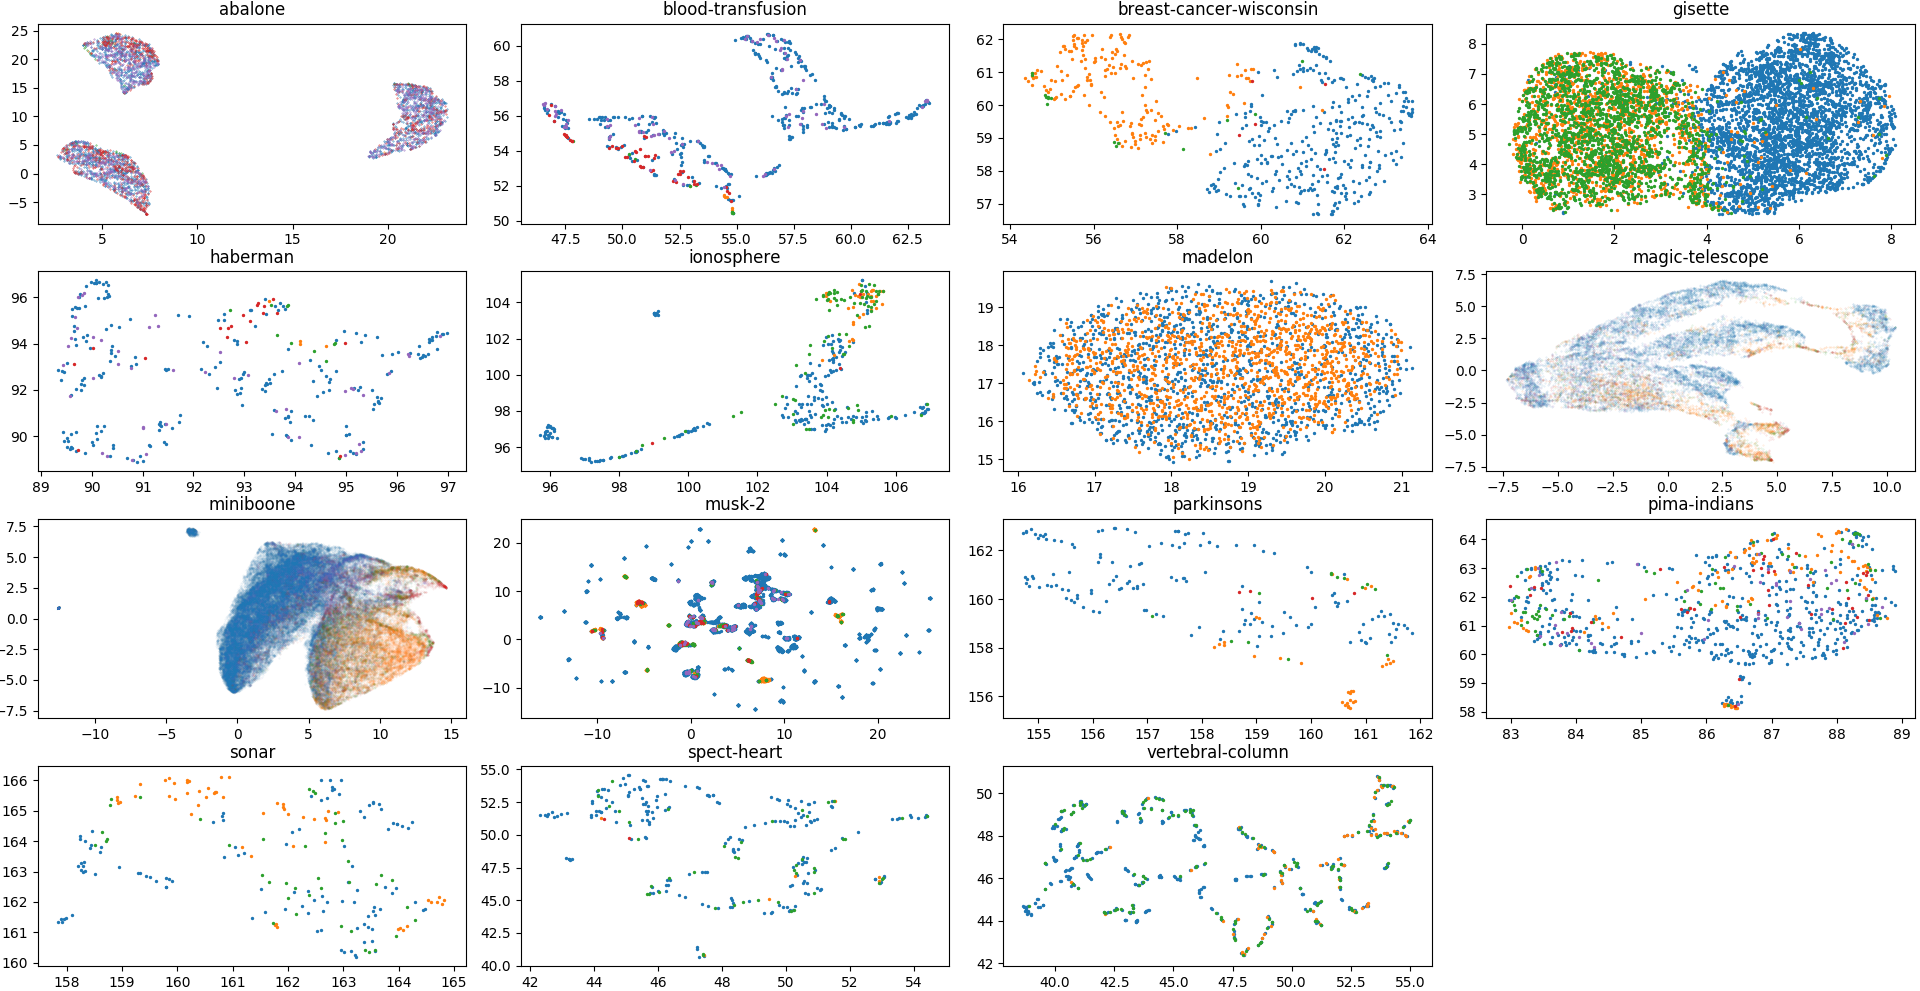 abalone
25
20
15
10
5
0
−5
5 10 15 20
blood-transfusion
60
58
56
54
52
50
47.5 50.0 52.5 55.0 57.5 60.0 62.5
breast-cancer-wisconsin
62
61
60
59
58
57
54 56 58 60 62 64
gisette
8
7
6
5
4
3
0 2 4 6 8
haberman
96
94
92
90
89 90 91 92 93 94 95 96 97
ionosphere
104
102
100
98
96
96 98 100 102 104 106
madelon
19
18
17
16
15
16 17 18 19 20 21
magic-telescope
7.5
5.0
2.5
0.0
−2.5
−5.0
−7.5
−7.5 −5.0 −2.5 0.0 2.5 5.0 7.5 10.0
miniboone
7.5
5.0
2.5
0.0
−2.5
−5.0
−7.5
−10 −5 0 5 10 15
musk-2
20
10
0
−10
−10 0 10 20
parkinsons
162
160
158
156
155 156 157 158 159 160 161 162
pima-indians
64
63
62
61
60
59
58
83 84 85 86 87 88 89
sonar
166
165
164
163
162
161
160
158 159 160 161 162 163 164 165
spect-heart
55.0
52.5
50.0
47.5
45.0
42.5
40.0
42 44 46 48 50 52 54
vertebral-column
50
48
46
44
42
40.0 42.5 45.0 47.5 50.0 52.5 55.0